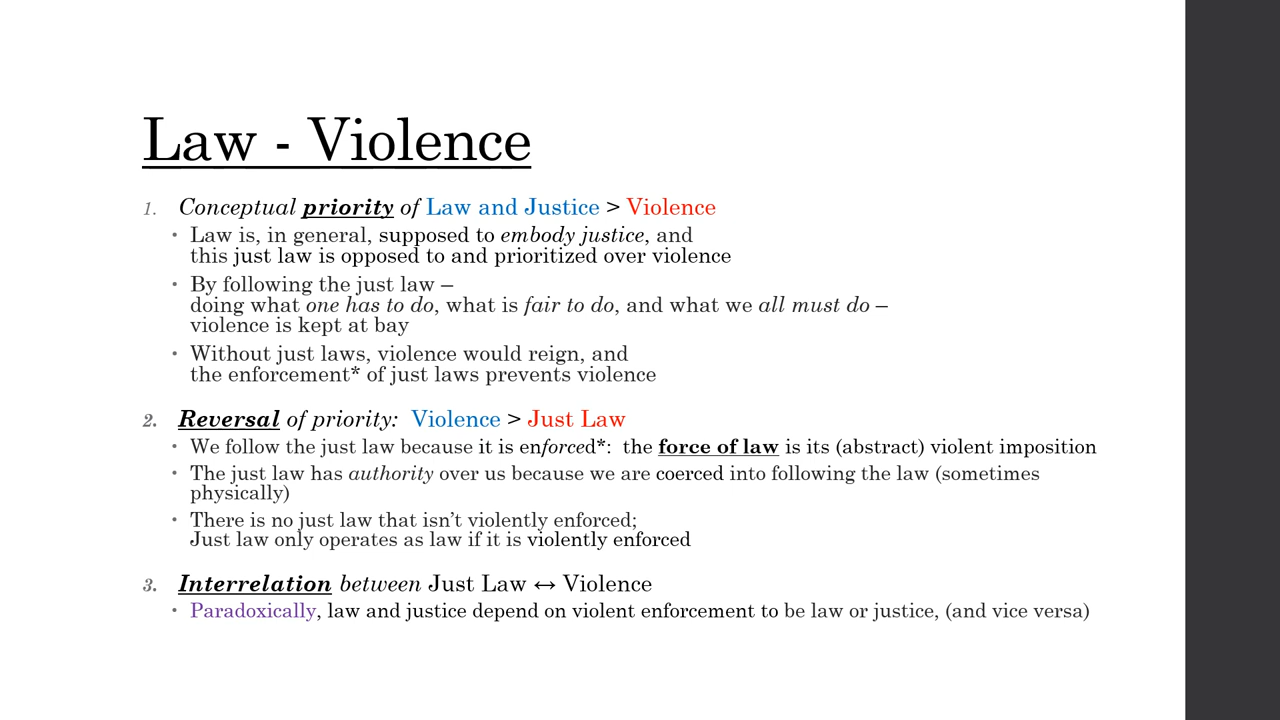 Law - Violence
1. Conceptual priority of Law and Justice > Violence
• Law is, in general, supposed to embody justice, and
this just law is opposed to and prioritized over violence
• By following the just law –
doing what one has to do, what is fair to do, and what we all must do –
violence is kept at bay
• Without just laws, violence would reign, and
the enforcement* of just laws prevents violence
2. Reversal of priority: Violence > Just Law
• We follow the just law because it is enforced*: the force of law is its (abstract) violent imposition
• The just law has authority over us because we are coerced into following the law (sometimes
physically)
• There is no just law that isn’t violently enforced;
Just law only operates as law if it is violently enforced
3. Interrelation between Just Law ↔ Violence
• Paradoxically, law and justice depend on violent enforcement to be law or justice, (and vice versa)